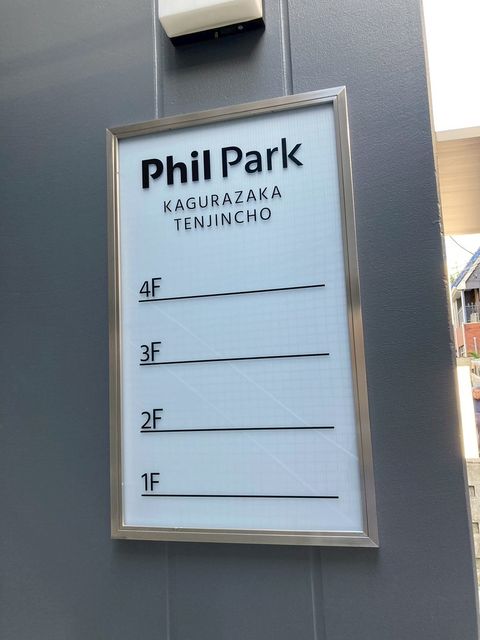 Phil Park
KAGURAZAKA
TENJINCHO
4F
3F
2F
1F